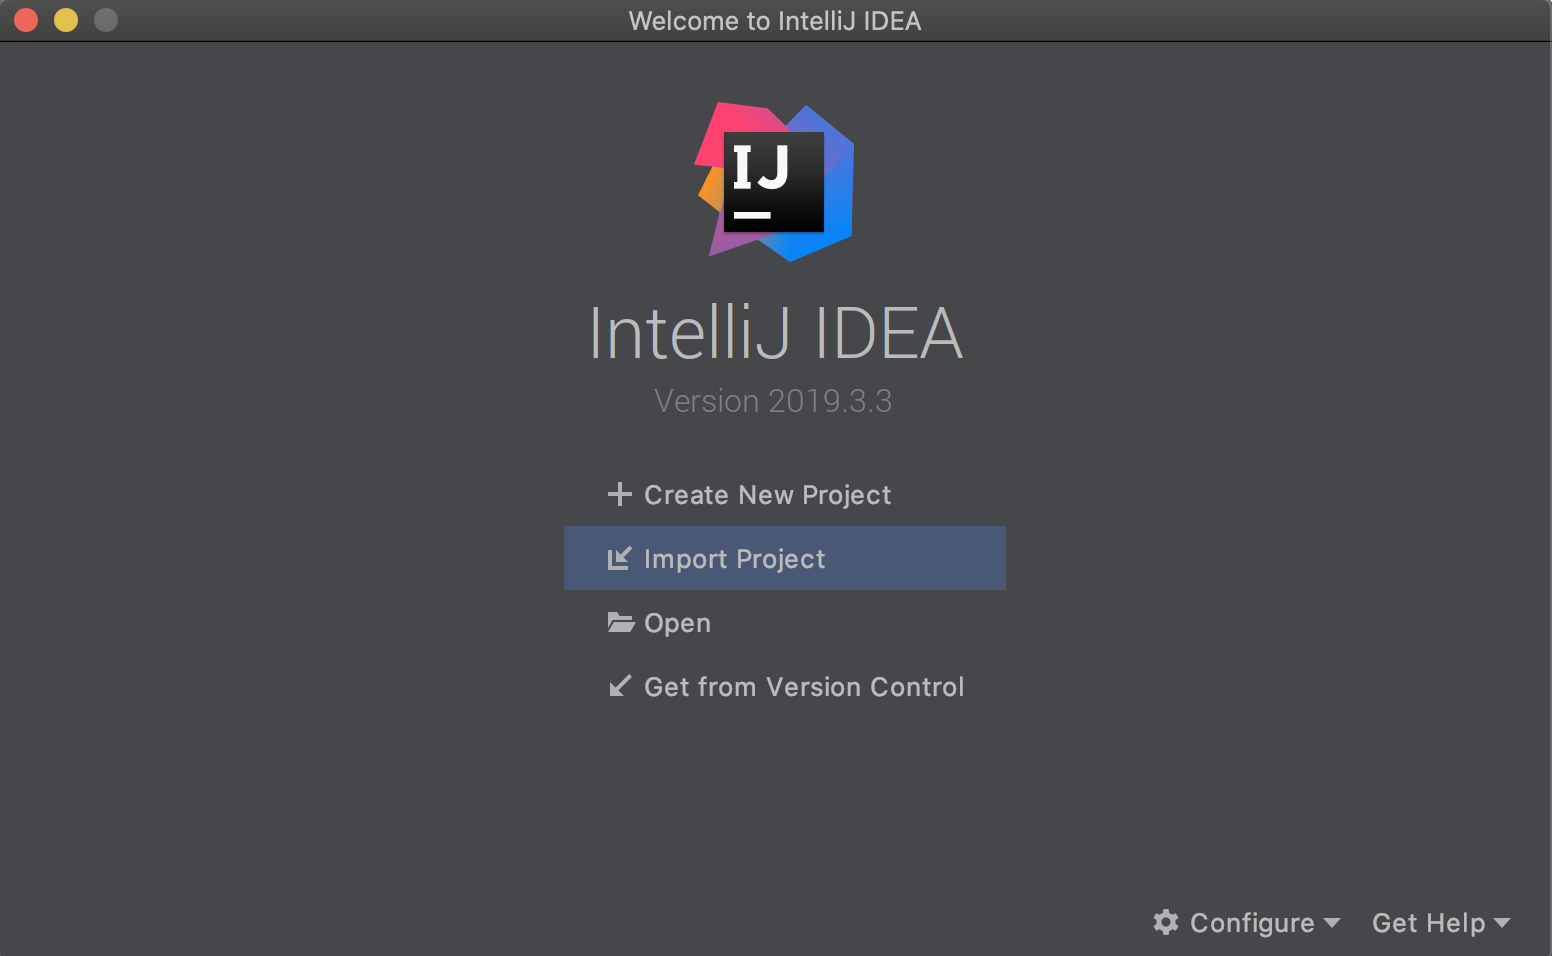 Welcome to IntelliJ IDEA
IJ
IntelliJ IDEA
Version 2019.3.3
Create New Project
Import Project
Open
Get from Version Control
Configure
Get Help